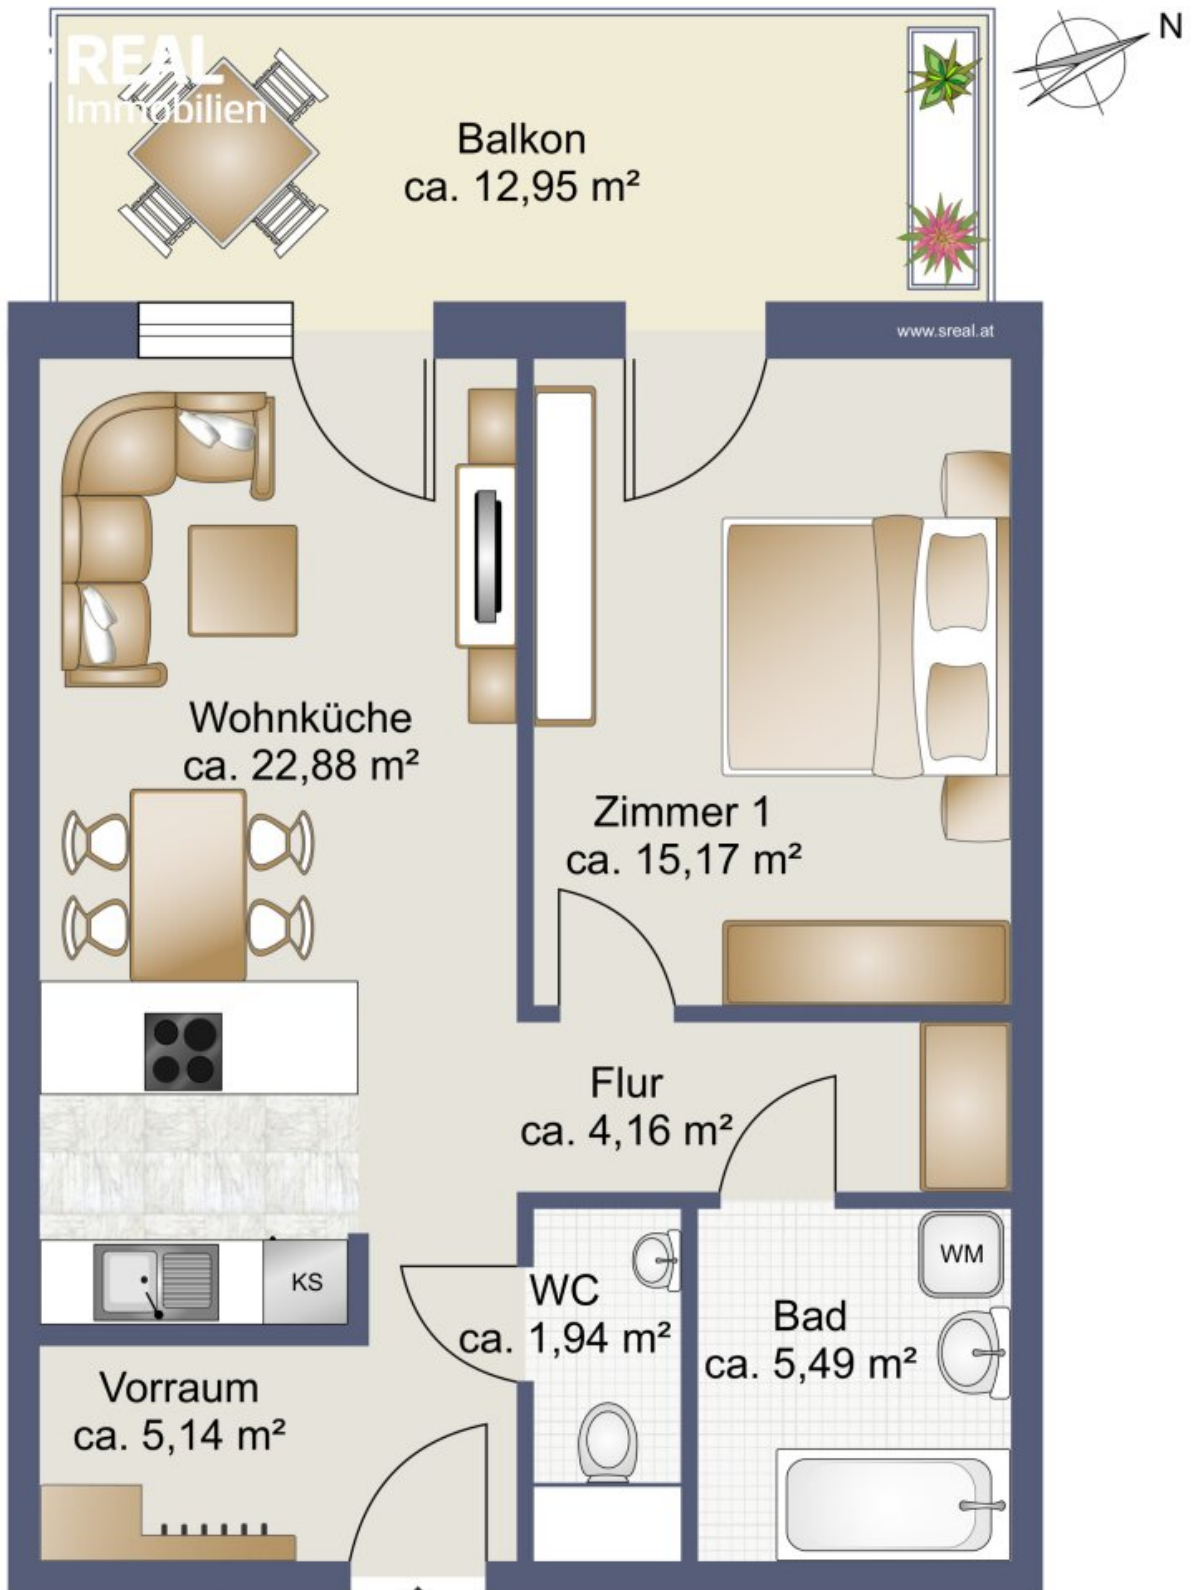 REAL
Immobilien
N
Balkon
ca. 12,95 m²
www.sreal.at
Wohnküche
ca. 22,88 m²
Zimmer 1
ca. 15,17 m²
Flur
ca. 4,16 m²
KS
WC
ca. 1,94 m²
WM
Bad
ca. 5,49 m²
Vorraum
ca. 5,14 m²